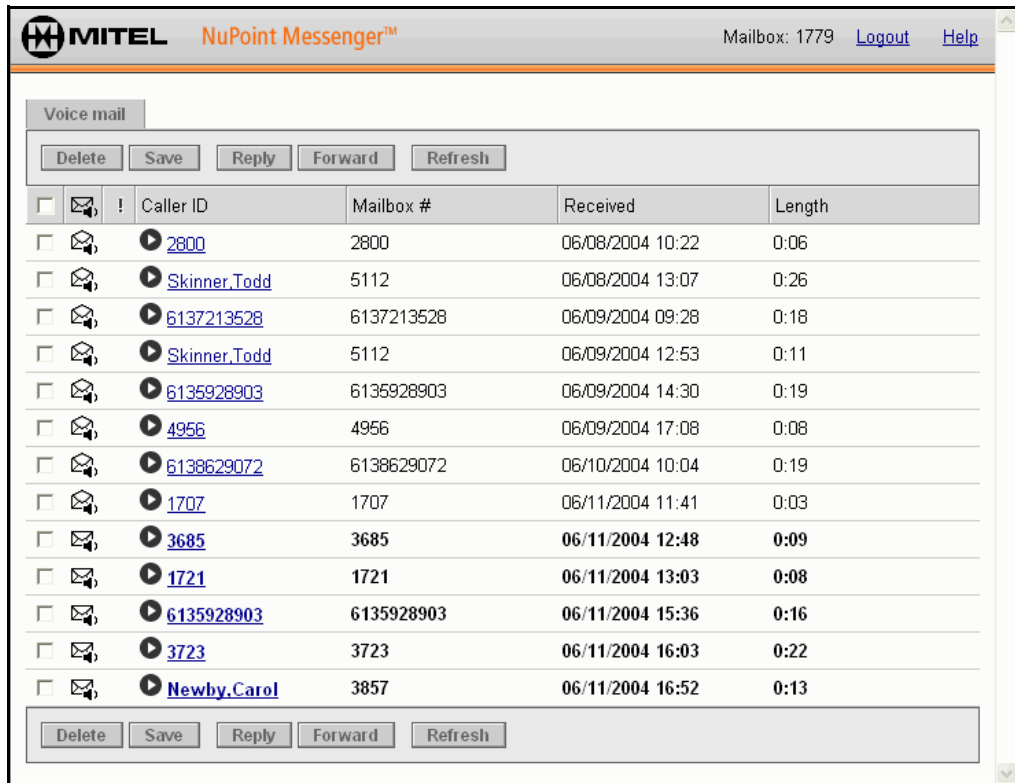 MITEL NuPoint Messenger™ Mailbox: 1779 Logout Help
Voice mail
Delete Save Reply Forward Refresh
! Caller ID Mailbox # Received Length
2800 2800 06/08/2004 10:22 0:06
Skinner,Todd 5112 06/08/2004 13:07 0:26
6137213528 6137213528 06/09/2004 09:28 0:18
Skinner,Todd 5112 06/09/2004 12:53 0:11
6135928903 6135928903 06/09/2004 14:30 0:19
4956 4956 06/09/2004 17:08 0:08
6138629072 6138629072 06/10/2004 10:04 0:19
1707 1707 06/11/2004 11:41 0:03
3685 3685 06/11/2004 12:48 0:09
1721 1721 06/11/2004 13:03 0:08
6135928903 6135928903 06/11/2004 15:36 0:16
3723 3723 06/11/2004 16:03 0:22
Newby,Carol 3857 06/11/2004 16:52 0:13
Delete Save Reply Forward Refresh